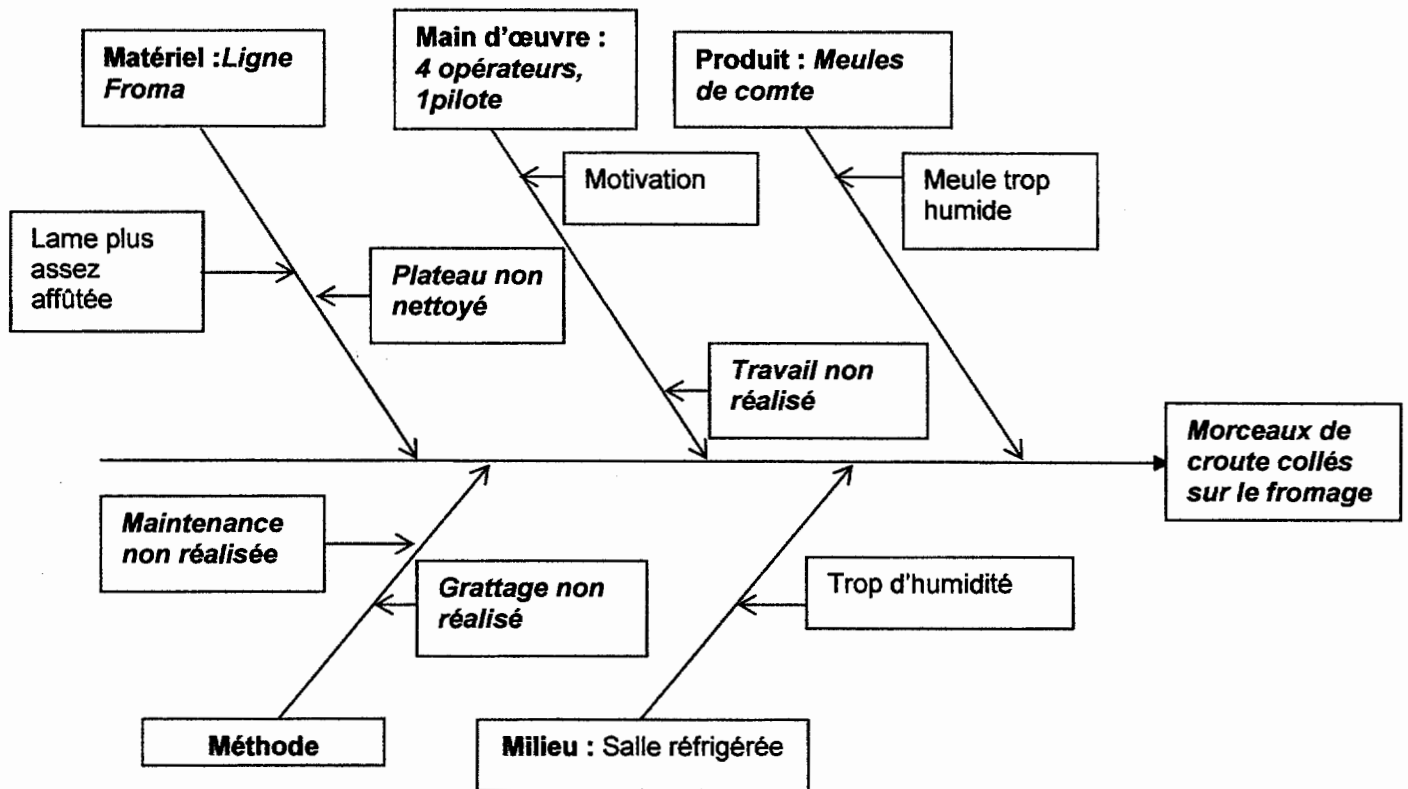 Matériel :Ligne
Froma
Main d'œuvre :
4 opérateurs,
1pilote
Produit : Meules
de comte
Motivation
Meule trop
humide
Lame plus
assez
affûtée
Plateau non
nettoyé
Travail non
réalisé
Morceaux de
croute collés
sur le fromage
Maintenance
non réalisée
Grattage non
réalisé
Trop d'humidité
Méthode
Milieu : Salle réfrigérée